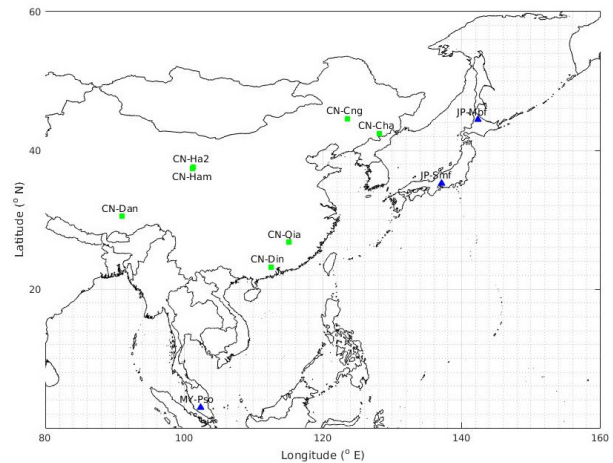 60
CN-Cng
CN-Cha
JP-Mbf
40
CN-Ha2
CN-Ham
JP-Smf
CN-Dan
CN-Qia
CN-Din
20
MY-Pso
80
100
120
140
160
Latitude (° N)
Longitude (° E)